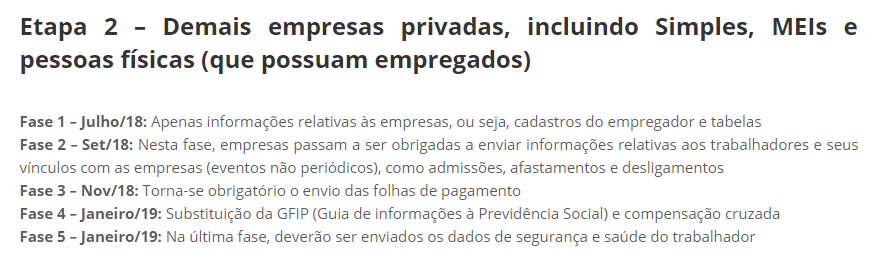 Etapa 2 – Demais empresas privadas, incluindo Simples, MEIs e
pessoas físicas (que possuam empregados)
Fase 1 – Julho/18: Apenas informações relativas às empresas, ou seja, cadastros do empregador e tabelas
Fase 2 – Set/18: Nesta fase, empresas passam a ser obrigadas a enviar informações relativas aos trabalhadores e seus
vínculos com as empresas (eventos não periódicos), como admissões, afastamentos e desligamentos
Fase 3 – Nov/18: Torna-se obrigatório o envio das folhas de pagamento
Fase 4 – Janeiro/19: Substituição da GFIP (Guia de informações à Previdência Social) e compensação cruzada
Fase 5 – Janeiro/19: Na última fase, deverão ser enviados os dados de segurança e saúde do trabalhador